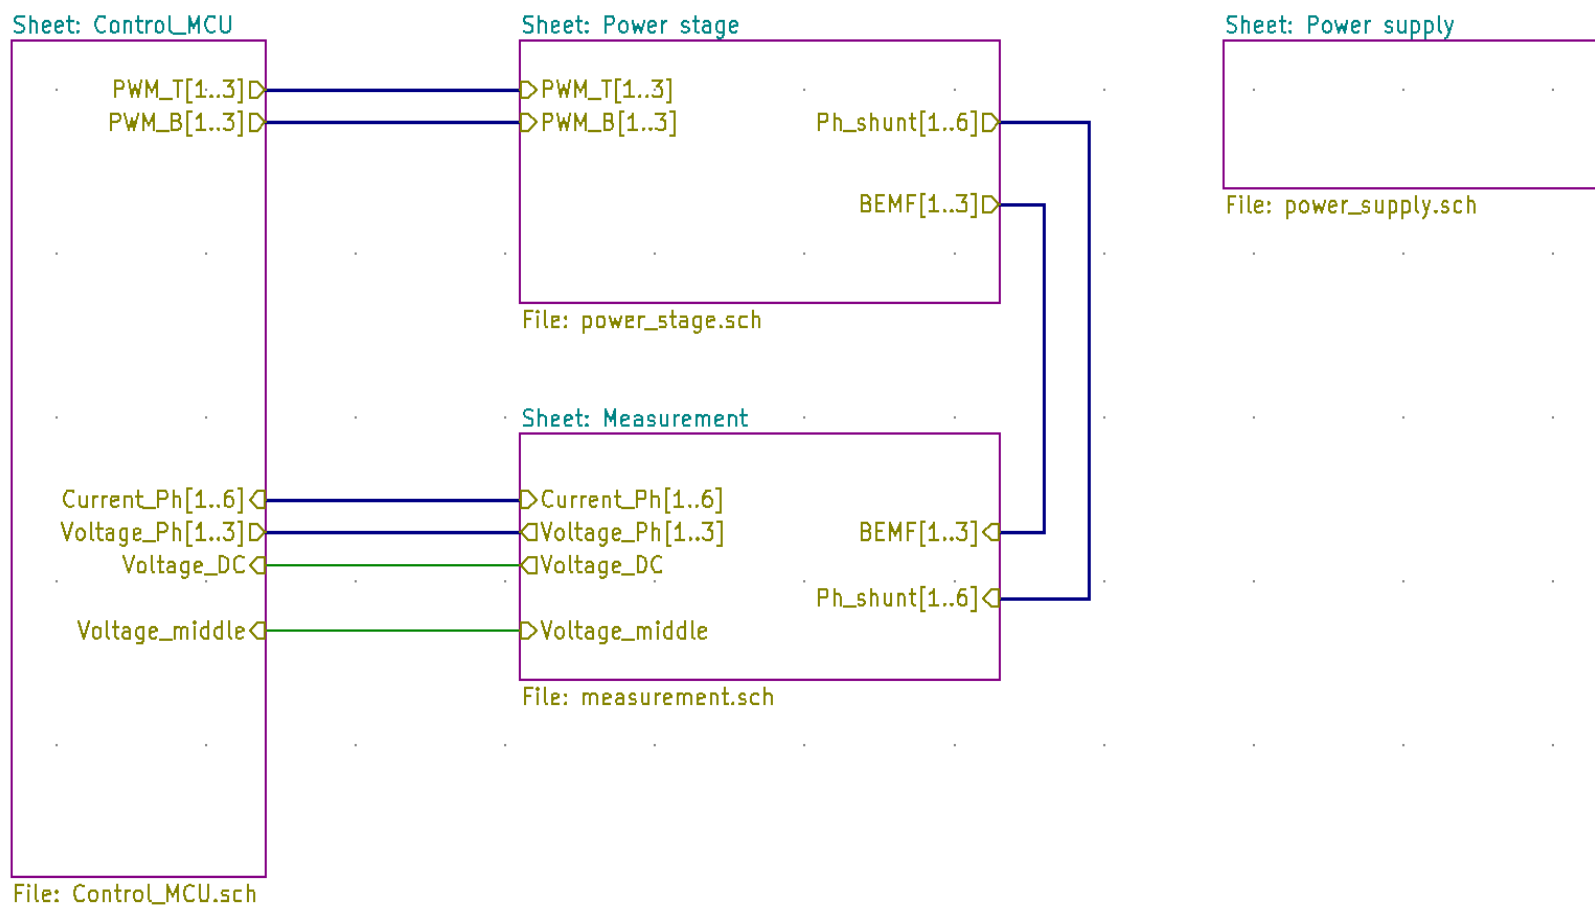 Sheet: Control_MCU
PWM_T[1..3]
PWM_B[1..3]
Current_Ph[1..6]
Voltage_Ph[1..3]
Voltage_DC
Voltage_middle
File: Control_MCU.sch
Sheet: Power stage
PWM_T[1..3]
PWM_B[1..3]
Ph_shunt[1..6]
BEMF[1..3]
File: power_stage.sch
Sheet: Measurement
Current_Ph[1..6]
Voltage_Ph[1..3]
Voltage_DC
Voltage_middle
BEMF[1..3]
Ph_shunt[1..6]
File: measurement.sch
Sheet: Power supply
File: power_supply.sch